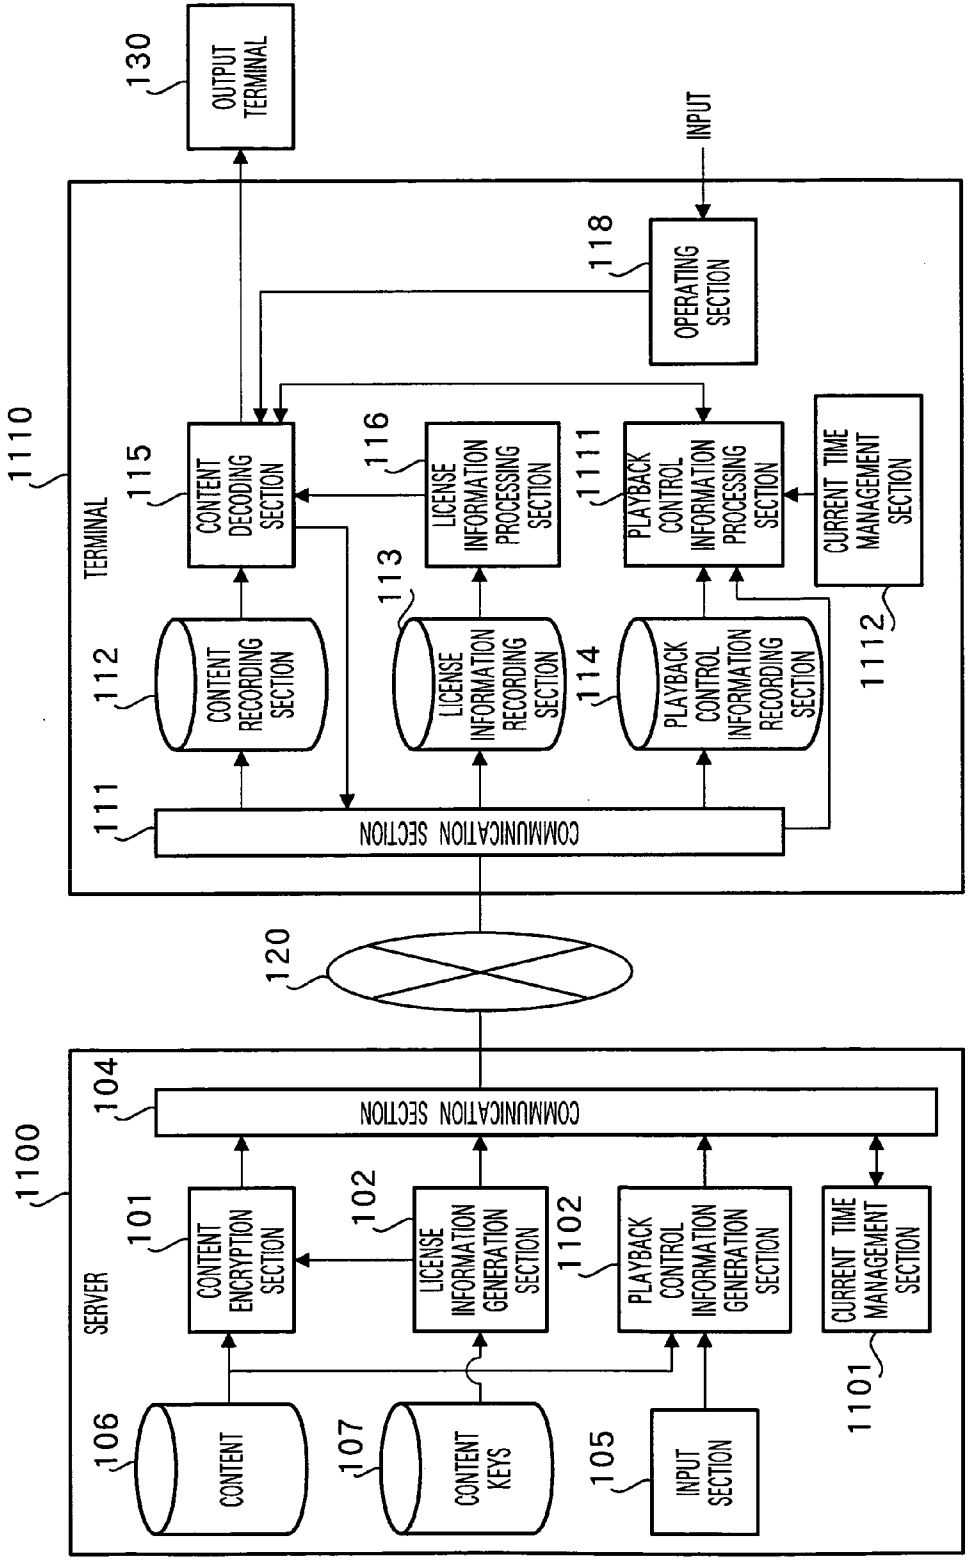 1100
SERVER
106
CONTENT
107
CONTENT
KEYS
105
INPUT
SECTION
101
CONTENT
ENCRYPTION
SECTION
102
LICENSE
INFORMATION
GENERATION
SECTION
1102
PLAYBACK
CONTROL
INFORMATION
GENERATION
SECTION
1101
CURRENT TIME
MANAGEMENT
SECTION
104
COMMUNICATION SECTION
120
1110
TERMINAL
111
COMMUNICATION SECTION
112
CONTENT
RECORDING
SECTION
113
LICENSE
INFORMATION
RECORDING
SECTION
114
PLAYBACK
CONTROL
INFORMATION
RECORDING
SECTION
115
CONTENT
DECODING
SECTION
116
LICENSE
INFORMATION
PROCESSING
SECTION
1111
PLAYBACK
CONTROL
INFORMATION
PROCESSING
SECTION
1112
CURRENT TIME
MANAGEMENT
SECTION
118
OPERATING
SECTION
INPUT
130
OUTPUT
TERMINAL